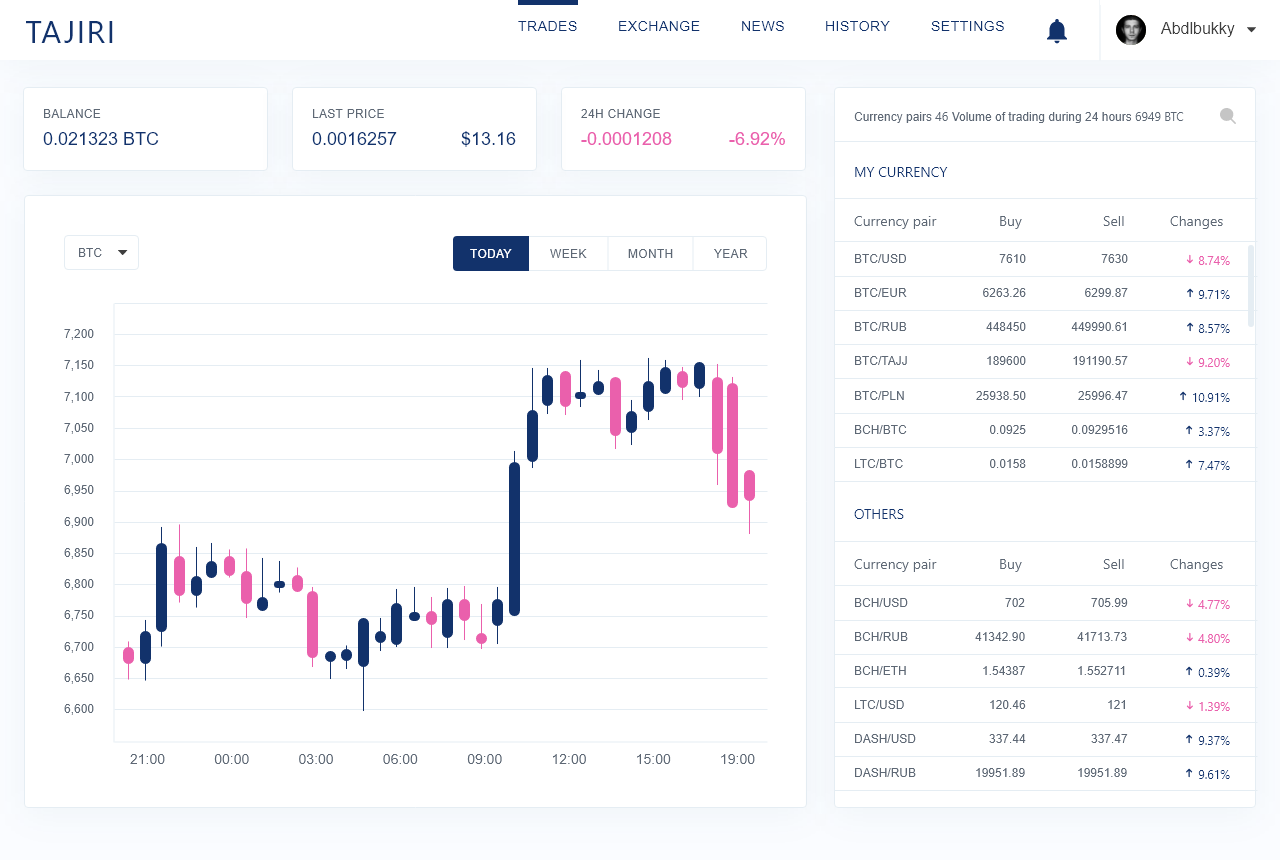 TAJIRI
TRADES EXCHANGE NEWS HISTORY SETTINGS Abdlbukky
BALANCE
0.021323 BTC
LAST PRICE
0.0016257 $13.16
24H CHANGE
-0.0001208 -6.92%
BTC
TODAY WEEK MONTH YEAR
7,200
7,150
7,100
7,050
7,000
6,950
6,900
6,850
6,800
6,750
6,700
6,650
6,600
21:00 00:00 03:00 06:00 09:00 12:00 15:00 19:00
Currency pairs 46 Volume of trading during 24 hours 6949 BTC
MY CURRENCY
Currency pair Buy Sell Changes
BTC/USD 7610 7630 ↓ 8.74%
BTC/EUR 6263.26 6299.87 ↑ 9.71%
BTC/RUB 448450 449990.61 ↑ 8.57%
BTC/TAJJ 189600 191190.57 ↓ 9.20%
BTC/PLN 25938.50 25996.47 ↑ 10.91%
BCH/BTC 0.0925 0.0929516 ↑ 3.37%
LTC/BTC 0.0158 0.0158899 ↑ 7.47%
OTHERS
Currency pair Buy Sell Changes
BCH/USD 702 705.99 ↓ 4.77%
BCH/RUB 41342.90 41713.73 ↓ 4.80%
BCH/ETH 1.54387 1.552711 ↑ 0.39%
LTC/USD 120.46 121 ↓ 1.39%
DASH/USD 337.44 337.47 ↑ 9.37%
DASH/RUB 19951.89 19951.89 ↑ 9.61%